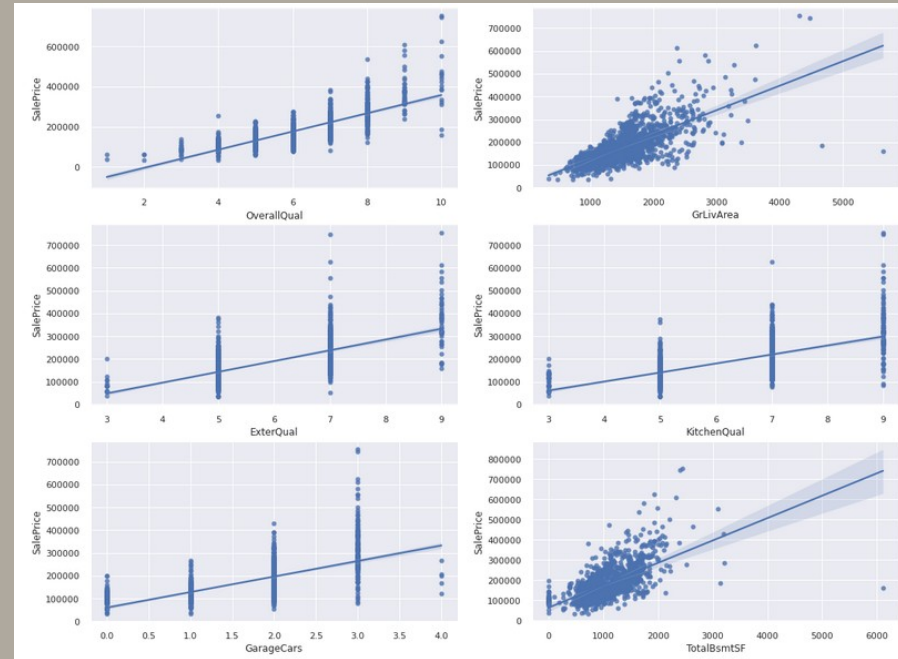 SalePrice
600000
400000
200000
0
2 4 6 8 10
OverallQual
SalePrice
700000
600000
500000
400000
300000
200000
100000
0
1000 2000 3000 4000 5000
GrLivArea
SalePrice
700000
600000
500000
400000
300000
200000
100000
0
3 4 5 6 7 8 9
ExterQual
SalePrice
700000
600000
500000
400000
300000
200000
100000
0
3 4 5 6 7 8 9
KitchenQual
SalePrice
700000
600000
500000
400000
300000
200000
100000
0
0.0 0.5 1.0 1.5 2.0 2.5 3.0 3.5 4.0
GarageCars
SalePrice
800000
700000
600000
500000
400000
300000
200000
100000
0
0 1000 2000 3000 4000 5000 6000
TotalBsmtSF